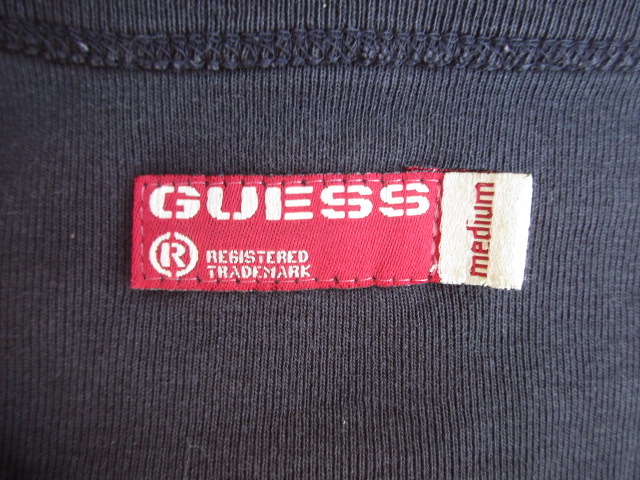 GUESS
® REGISTERED
TRADEMARK
medium